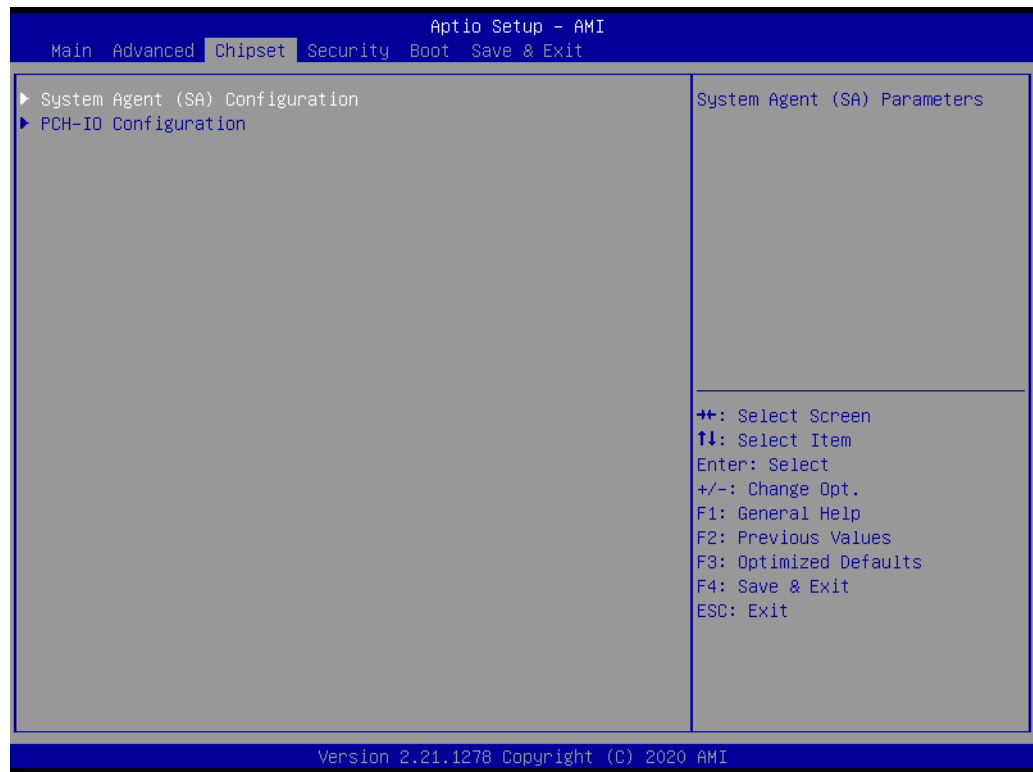 Aptio Setup – AMI
Main Advanced Chipset Security Boot Save & Exit
▶ System Agent (SA) Configuration
▶ PCH-IO Configuration
System Agent (SA) Parameters
→←: Select Screen
↑↓: Select Item
Enter: Select
+/-: Change Opt.
F1: General Help
F2: Previous Values
F3: Optimized Defaults
F4: Save & Exit
ESC: Exit
Version 2.21.1278 Copyright (C) 2020 AMI